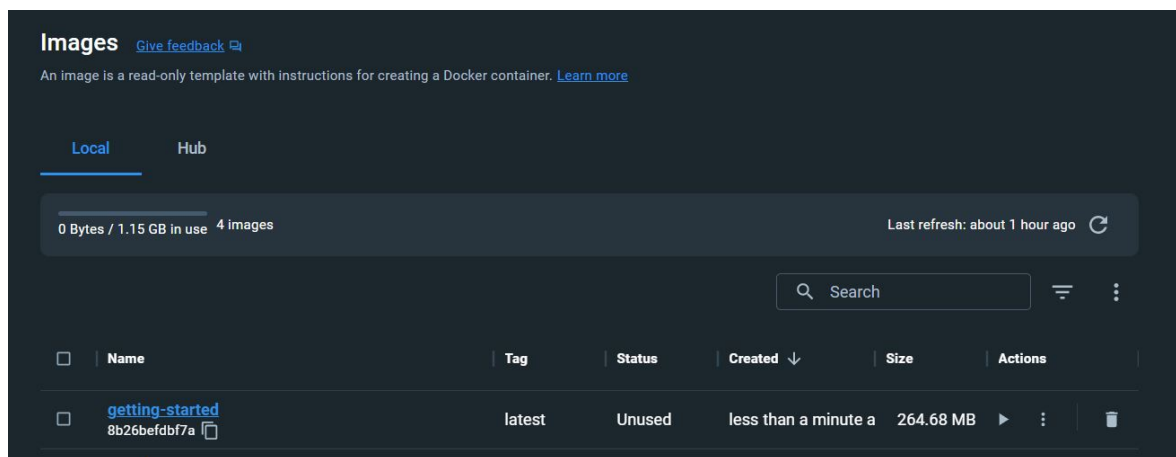 Images Give feedback
An image is a read-only template with instructions for creating a Docker container. Learn more
Local Hub
0 Bytes / 1.15 GB in use 4 images Last refresh: about 1 hour ago
Search
Name Tag Status Created Size Actions
getting-started latest Unused less than a minute a 264.68 MB
8b26befdbf7a